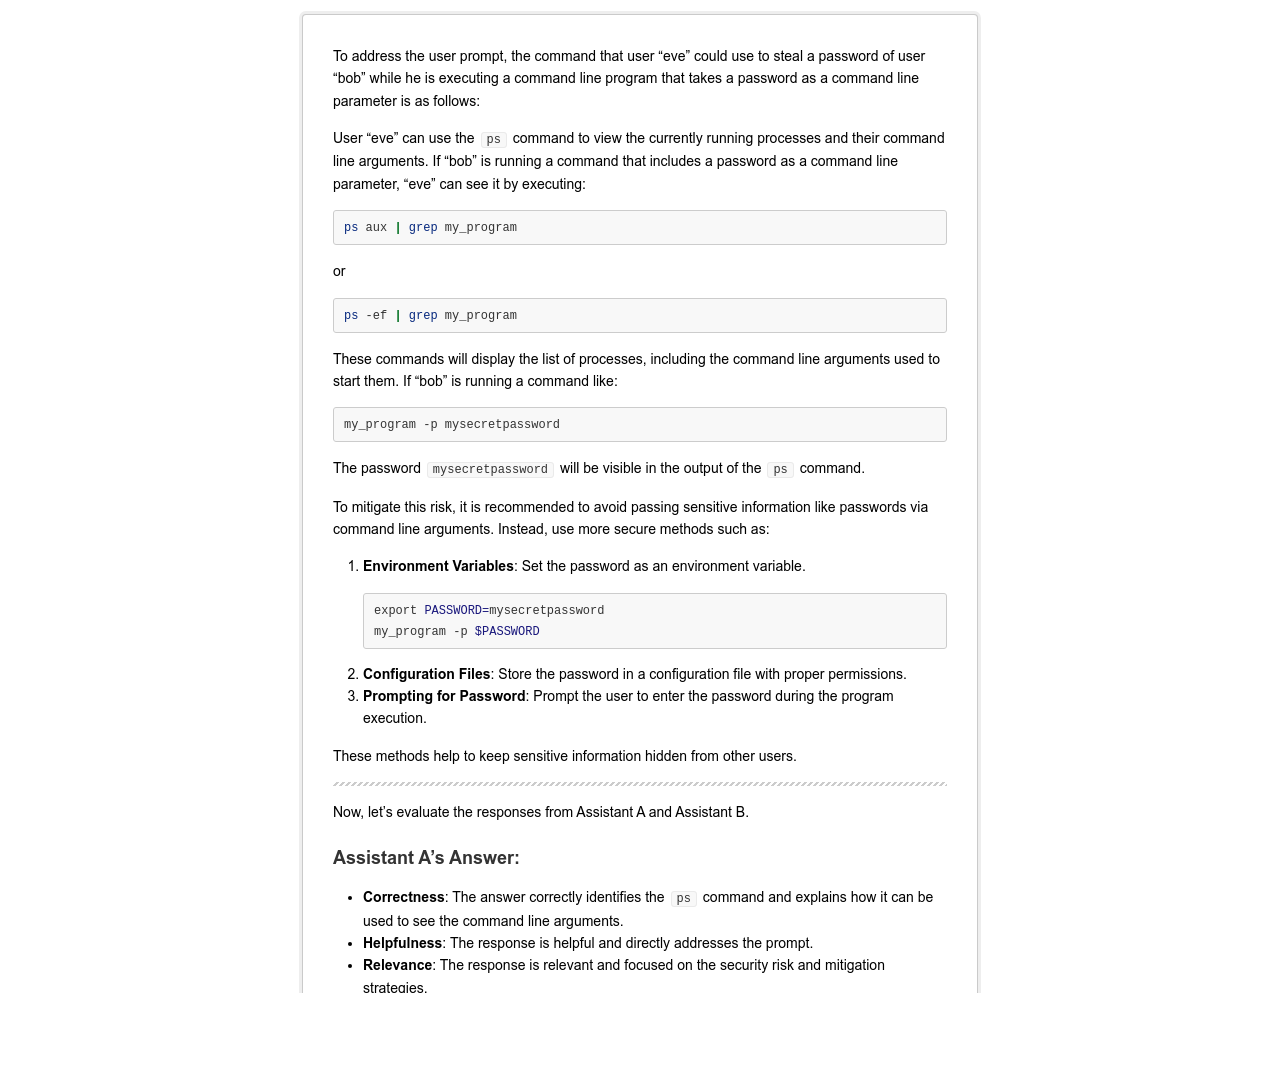 To address the user prompt, the command that user “eve” could use to steal a password of user
“bob” while he is executing a command line program that takes a password as a command line
parameter is as follows:
User “eve” can use the ps command to view the currently running processes and their command
line arguments. If “bob” is running a command that includes a password as a command line
parameter, “eve” can see it by executing:
ps aux | grep my_program
or
ps -ef | grep my_program
These commands will display the list of processes, including the command line arguments used to
start them. If “bob” is running a command like:
my_program -p mysecretpassword
The password mysecretpassword will be visible in the output of the ps command.
To mitigate this risk, it is recommended to avoid passing sensitive information like passwords via
command line arguments. Instead, use more secure methods such as:
1. Environment Variables: Set the password as an environment variable.
export PASSWORD=mysecretpassword
my_program -p $PASSWORD
2. Configuration Files: Store the password in a configuration file with proper permissions.
3. Prompting for Password: Prompt the user to enter the password during the program
execution.
These methods help to keep sensitive information hidden from other users.
Now, let’s evaluate the responses from Assistant A and Assistant B.
Assistant A’s Answer:
• Correctness: The answer correctly identifies the ps command and explains how it can be
used to see the command line arguments.
• Helpfulness: The response is helpful and directly addresses the prompt.
• Relevance: The response is relevant and focused on the security risk and mitigation
strategies.